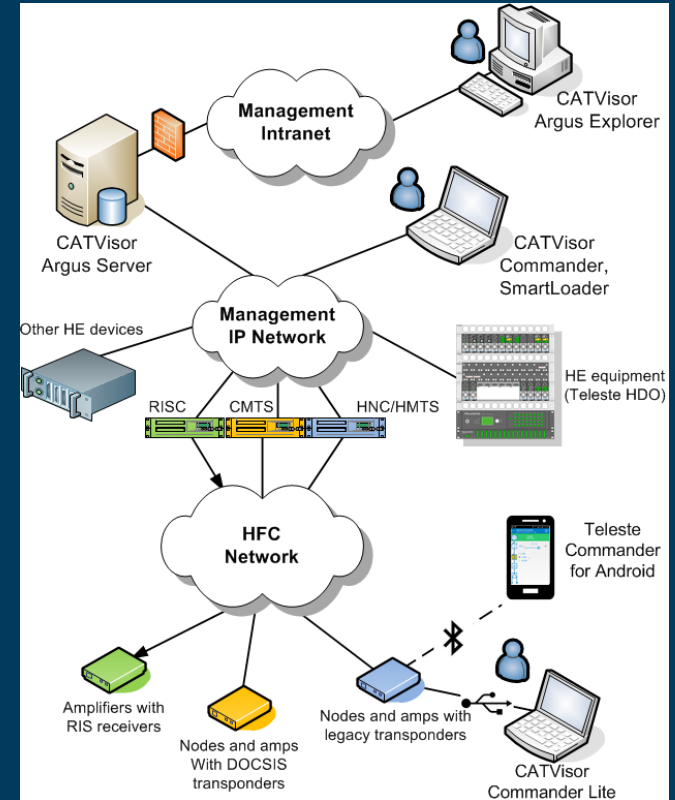 Management
Intranet
CATVisor
Argus Explorer
CATVisor
Argus Server
CATVisor
Commander,
SmartLoader
Management
IP Network
Other HE devices
HE equipment
(Teleste HDO)
RISC
CMTS
HNC/HMTS
HFC
Network
Teleste
Commander
for Android
Amplifiers with
RIS receivers
Nodes and amps
With DOCSIS
transponders
Nodes and amps with
legacy transponders
CATVisor
Commander Lite